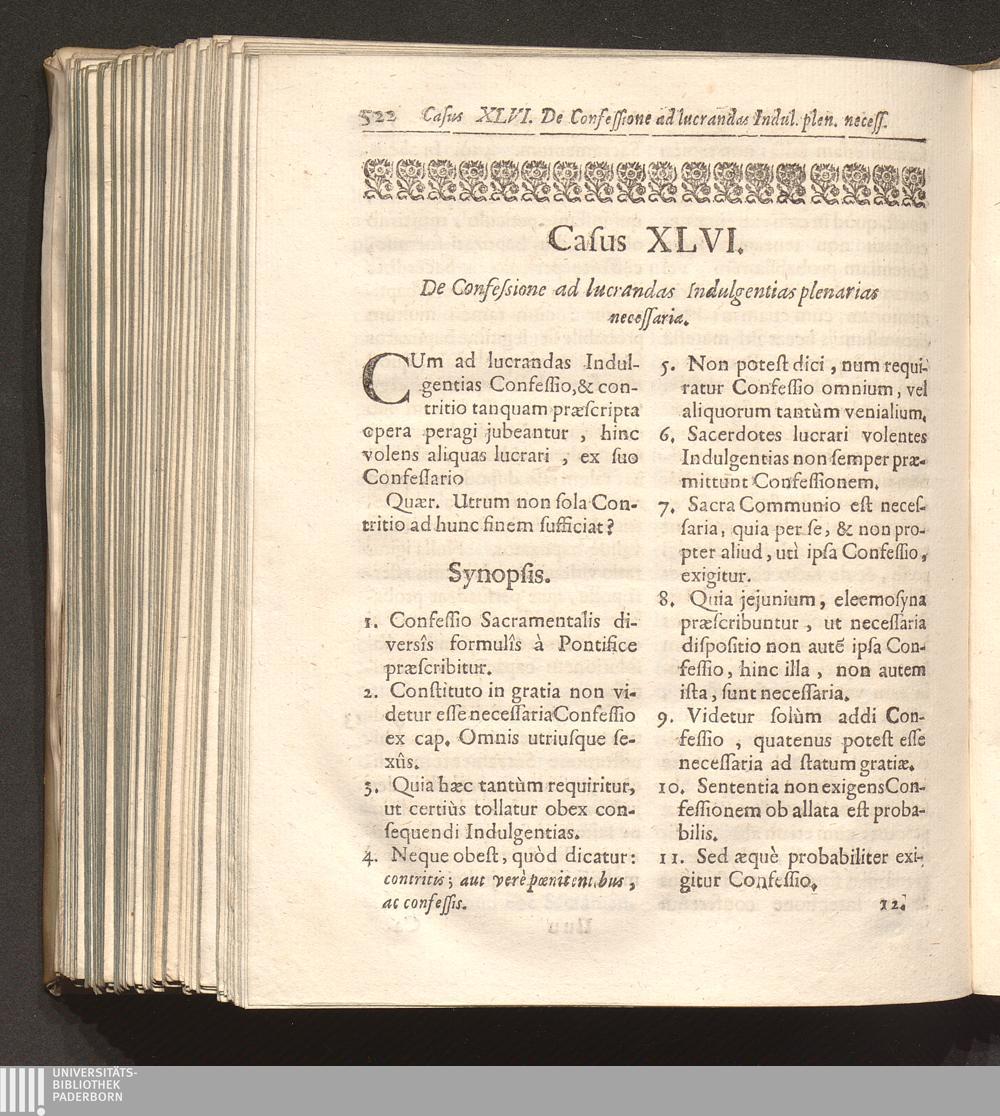 522 Caſus XLVI. De Confeſſione ad lucrandas Indul. plen. neceſſ.
Caſus XLVI.
De Confeſsione ad lucrandas Indulgentias plenarias
neceſſaria.
CUm ad lucrandas Indul-
gentias Confeſſio,& con-
tritio tanquam præſcripta
opera peragi jubeantur , hinc
volens aliquas lucrari , ex ſuo
Confeſſario
Quær. Utrum non ſola Con-
tritio ad hunc finem ſufficiat?
Synopſis.
1. Confeſſio Sacramentalis di-
verſîs formulîs à Pontifice
præſcribitur.
2. Conſtituto in gratia non vi-
detur eſſe neceſſaria Confeſſio
ex cap. Omnis utriuſque ſe-
xûs.
3. Quia hæc tantùm requiritur,
ut certiùs tollatur obex con-
ſequendi Indulgentias.
4. Neque obeſt, quòd dicatur:
contritis; aut verè pœnitentibus ,
ac confeſſis.
5. Non poteſt dici , num requi-
ratur Confeſſio omnium, vel
aliquorum tantùm venialium.
6. Sacerdotes lucrari volentes
Indulgentias non ſemper præ-
mittunt Confeſſionem.
7. Sacra Communio eſt neceſ-
ſaria, quia per ſe, & non pro-
pter aliud , utì ipſa Confeſſio,
exigitur.
8. Quia jejunium, eleemoſyna
præſcribuntur , ut neceſſaria
diſpoſitio non autẽ ipſa Con-
feſſio, hinc illa , non autem
iſta, ſunt neceſſaria.
9. Videtur ſolùm addi Con-
feſſio , quatenus poteſt eſſe
neceſſaria ad ſtatum gratiæ.
10. Sententia non exigens Con-
feſſionem ob allata eſt proba-
bilis.
11. Sed æquè probabiliter exi-
gitur Confeſſio.
12.
UNIVERSITÄTS-
BIBLIOTHEK
PADERBORN